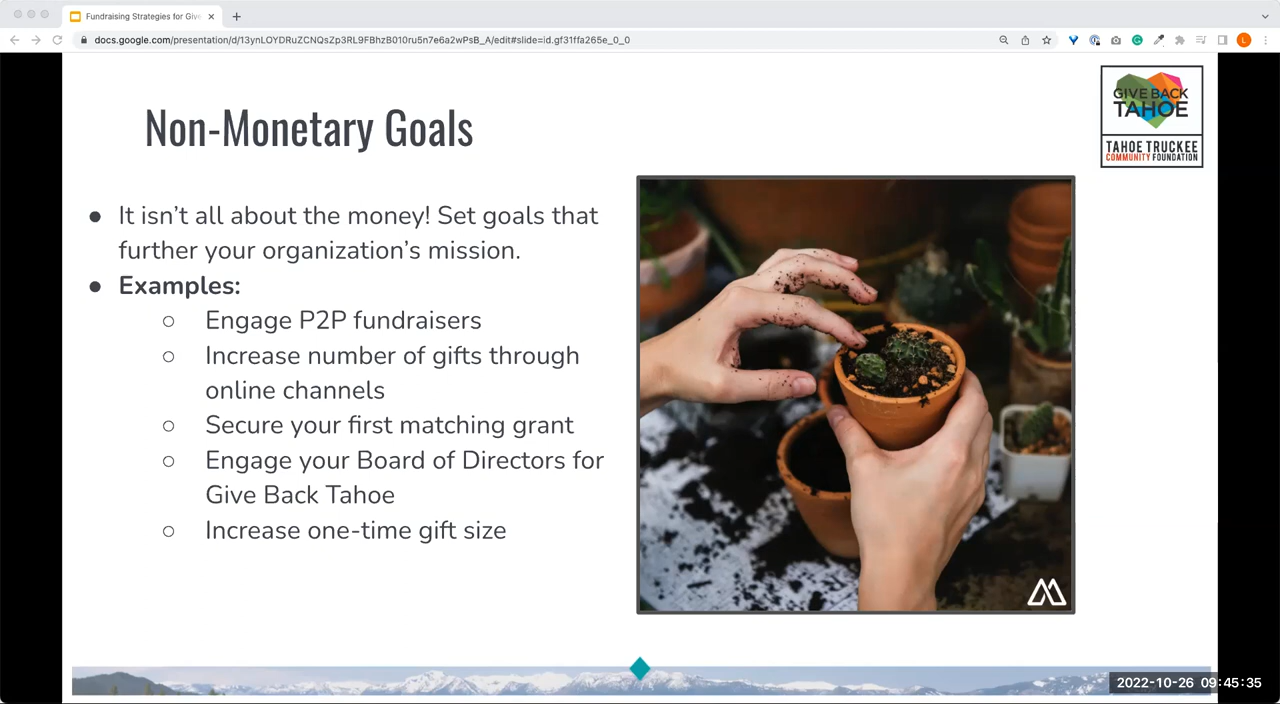 Fundraising Strategies for Give
docs.google.com/presentation/d/13ynLOYDRuZCNQsZp3RL9FBhzB010ru5n7e6a2wPsB_A/edit#slide=id.gf31ffa265e_0_0
L
GIVE BACK
TAHOE
TAHOE TRUCKEE
COMMUNITY FOUNDATION
Non-Monetary Goals
● It isn’t all about the money! Set goals that
further your organization’s mission.
● Examples:
○ Engage P2P fundraisers
○ Increase number of gifts through
online channels
○ Secure your first matching grant
○ Engage your Board of Directors for
Give Back Tahoe
○ Increase one-time gift size
2022-10-26 09:45:35